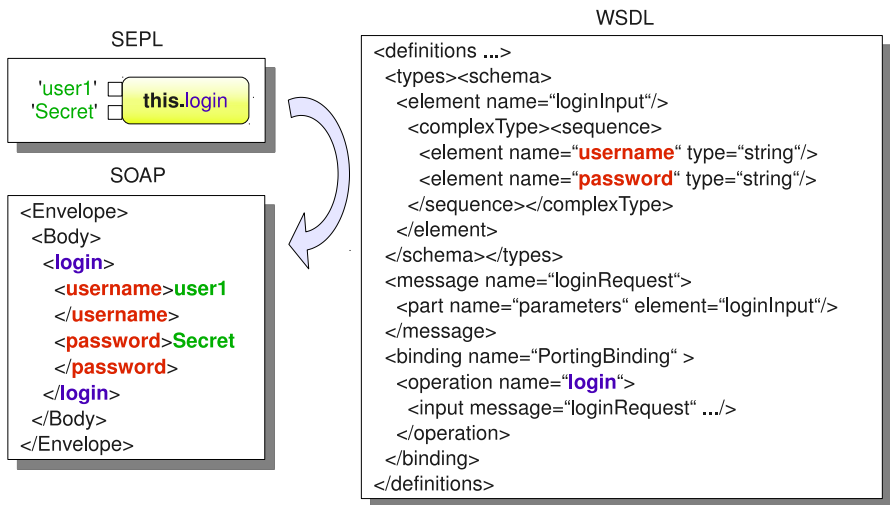 SEPL
'user1'
'Secret'
this.login
SOAP
<Envelope>
<Body>
<login>
<username>user1
</username>
<password>Secret
</password>
</login>
</Body>
</Envelope>
WSDL
<definitions ...>
<types><schema>
<element name=“loginInput“/>
<complexType><sequence>
<element name=“username“ type=“string“/>
<element name=“password“ type=“string“/>
</sequence></complexType>
</element>
</schema></types>
<message name=“loginRequest“>
<part name=“parameters“ element=“loginInput“/>
</message>
<binding name=“PortingBinding“ >
<operation name=“login“>
<input message=“loginRequest“ .../>
</operation>
</binding>
</definitions>